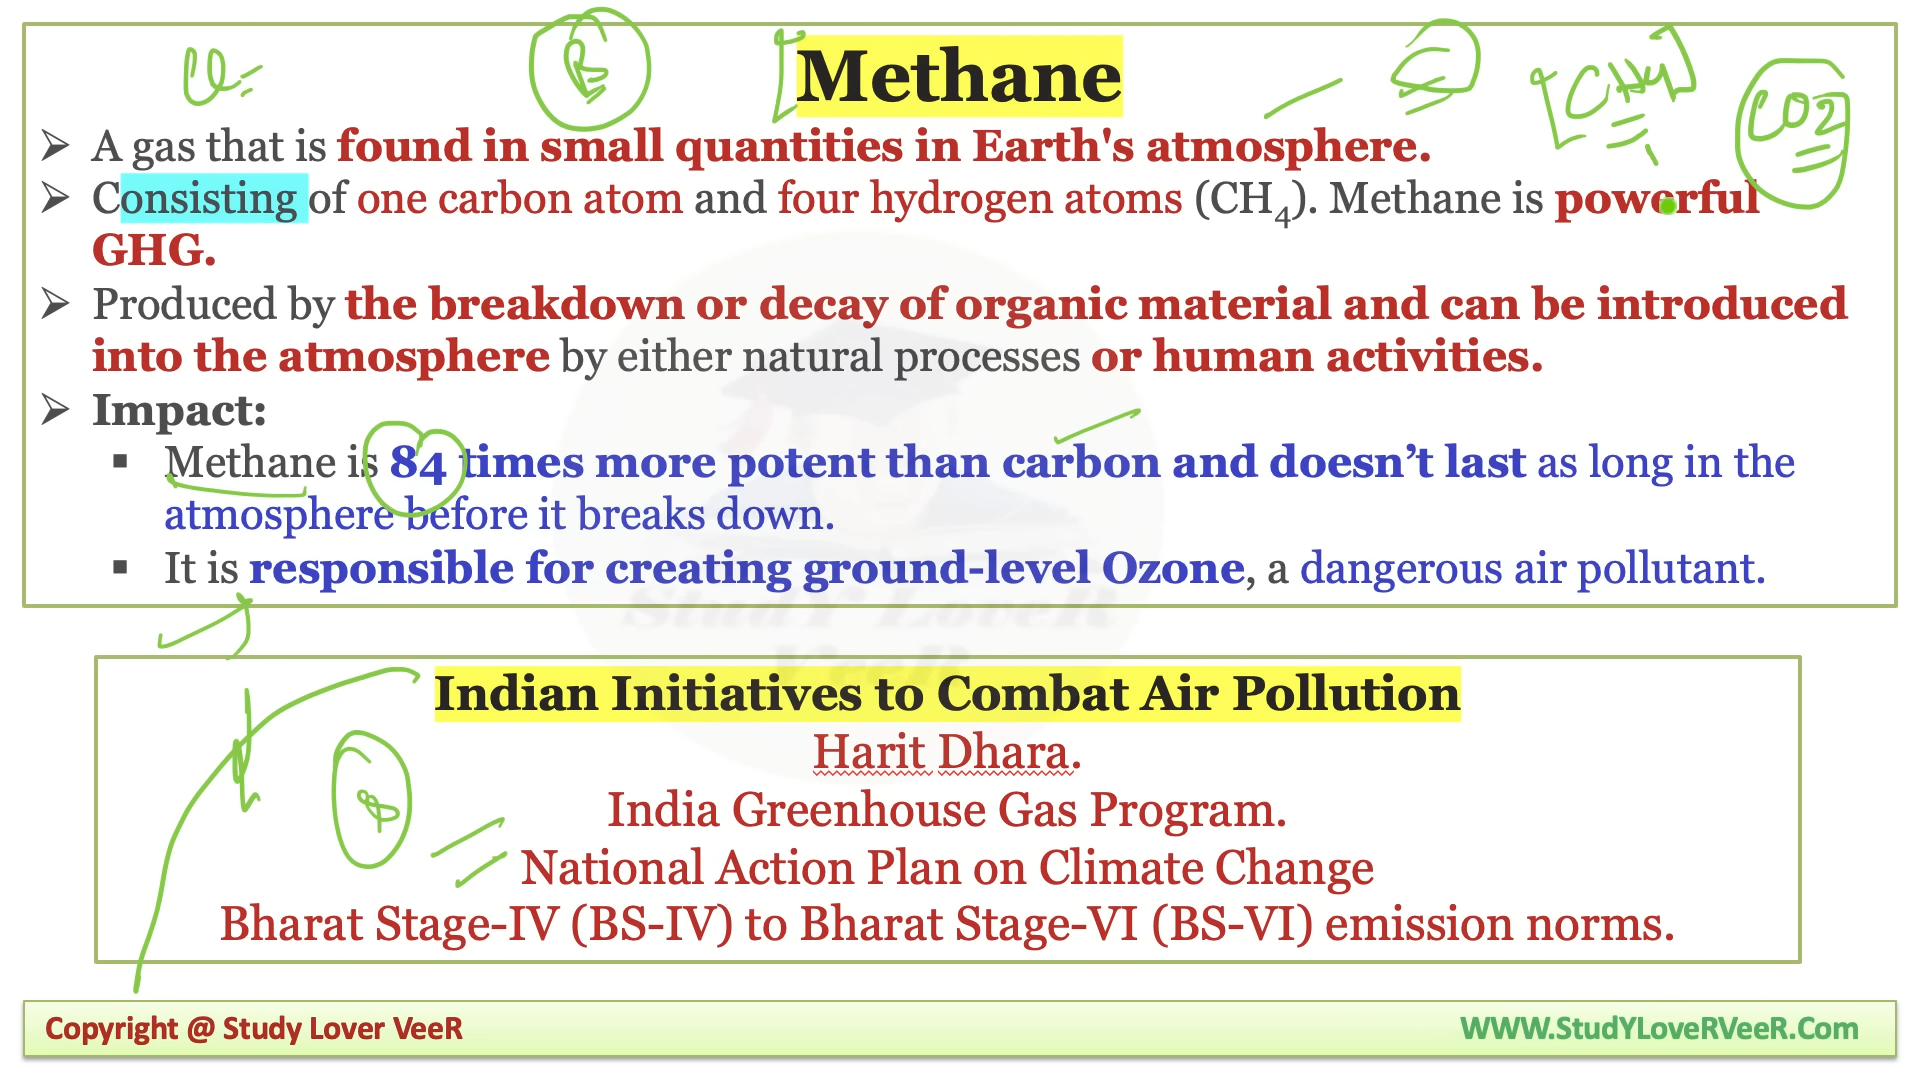 Methane
[CH4]
CO2
➢ A gas that is found in small quantities in Earth's atmosphere.
➢ Consisting of one carbon atom and four hydrogen atoms (CH₄). Methane is powerful
GHG.
➢ Produced by the breakdown or decay of organic material and can be introduced
into the atmosphere by either natural processes or human activities.
➢ Impact:
▪ Methane is 84 times more potent than carbon and doesn’t last as long in the
atmosphere before it breaks down.
▪ It is responsible for creating ground-level Ozone, a dangerous air pollutant.
StudY LoveR
VeeR
Indian Initiatives to Combat Air Pollution
Harit Dhara.
India Greenhouse Gas Program.
National Action Plan on Climate Change
Bharat Stage-IV (BS-IV) to Bharat Stage-VI (BS-VI) emission norms.
Copyright @ Study Lover VeeR
WWW.StudYLoveRVeeR.Com